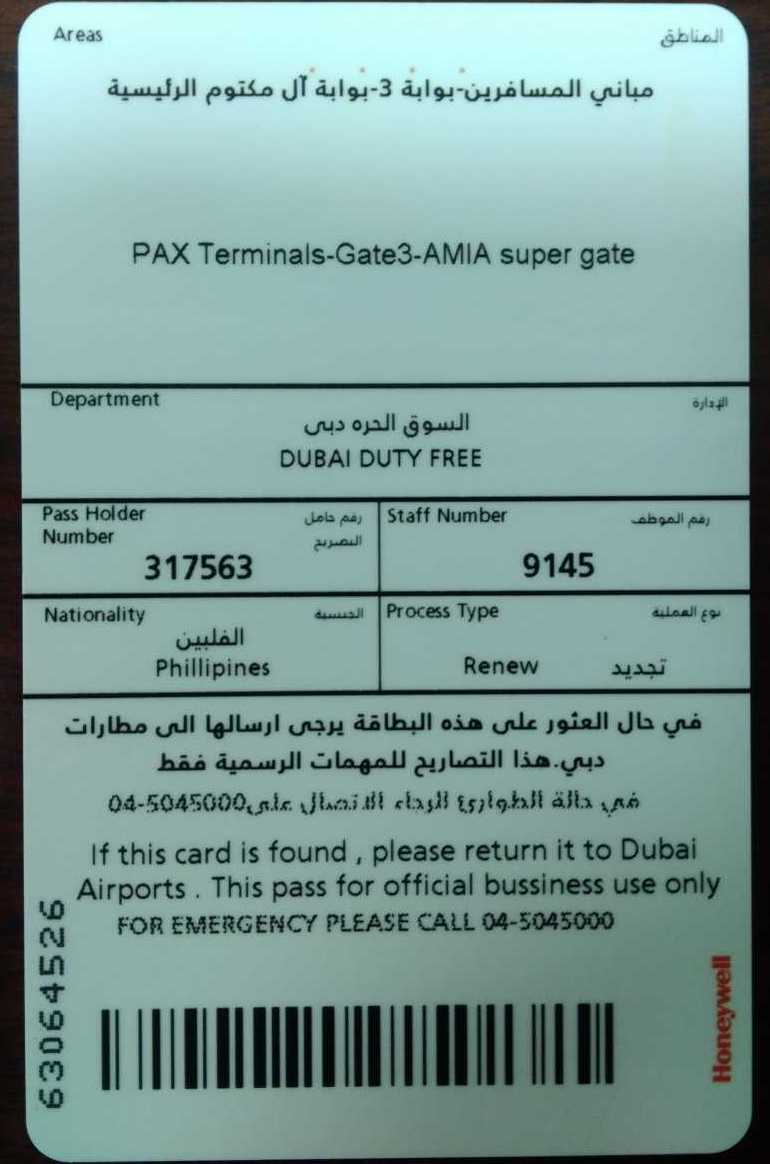 Areas المناطق
مباني المسافرين-بوابة 3-بوابة آل مكتوم الرئيسية
PAX Terminals-Gate3-AMIA super gate
Department الإدارة
السوق الحره دبى
DUBAI DUTY FREE
Pass Holder رقم حامل
Number التصريح
317563
Staff Number رقم الموظف
9145
Nationality الجنسية
الفلبين
Phillipines
Process Type نوع العملية
Renew تجديد
في حال العثور على هذه البطاقة يرجى ارسالها الى مطارات
دبي.هذا التصاريح للمهمات الرسمية فقط
في حالة الطوارئ الرجاء الاتصال على04-5045000
If this card is found , please return it to Dubai
Airports . This pass for official bussiness use only
FOR EMERGENCY PLEASE CALL 04-5045000
63064526
Honeywell